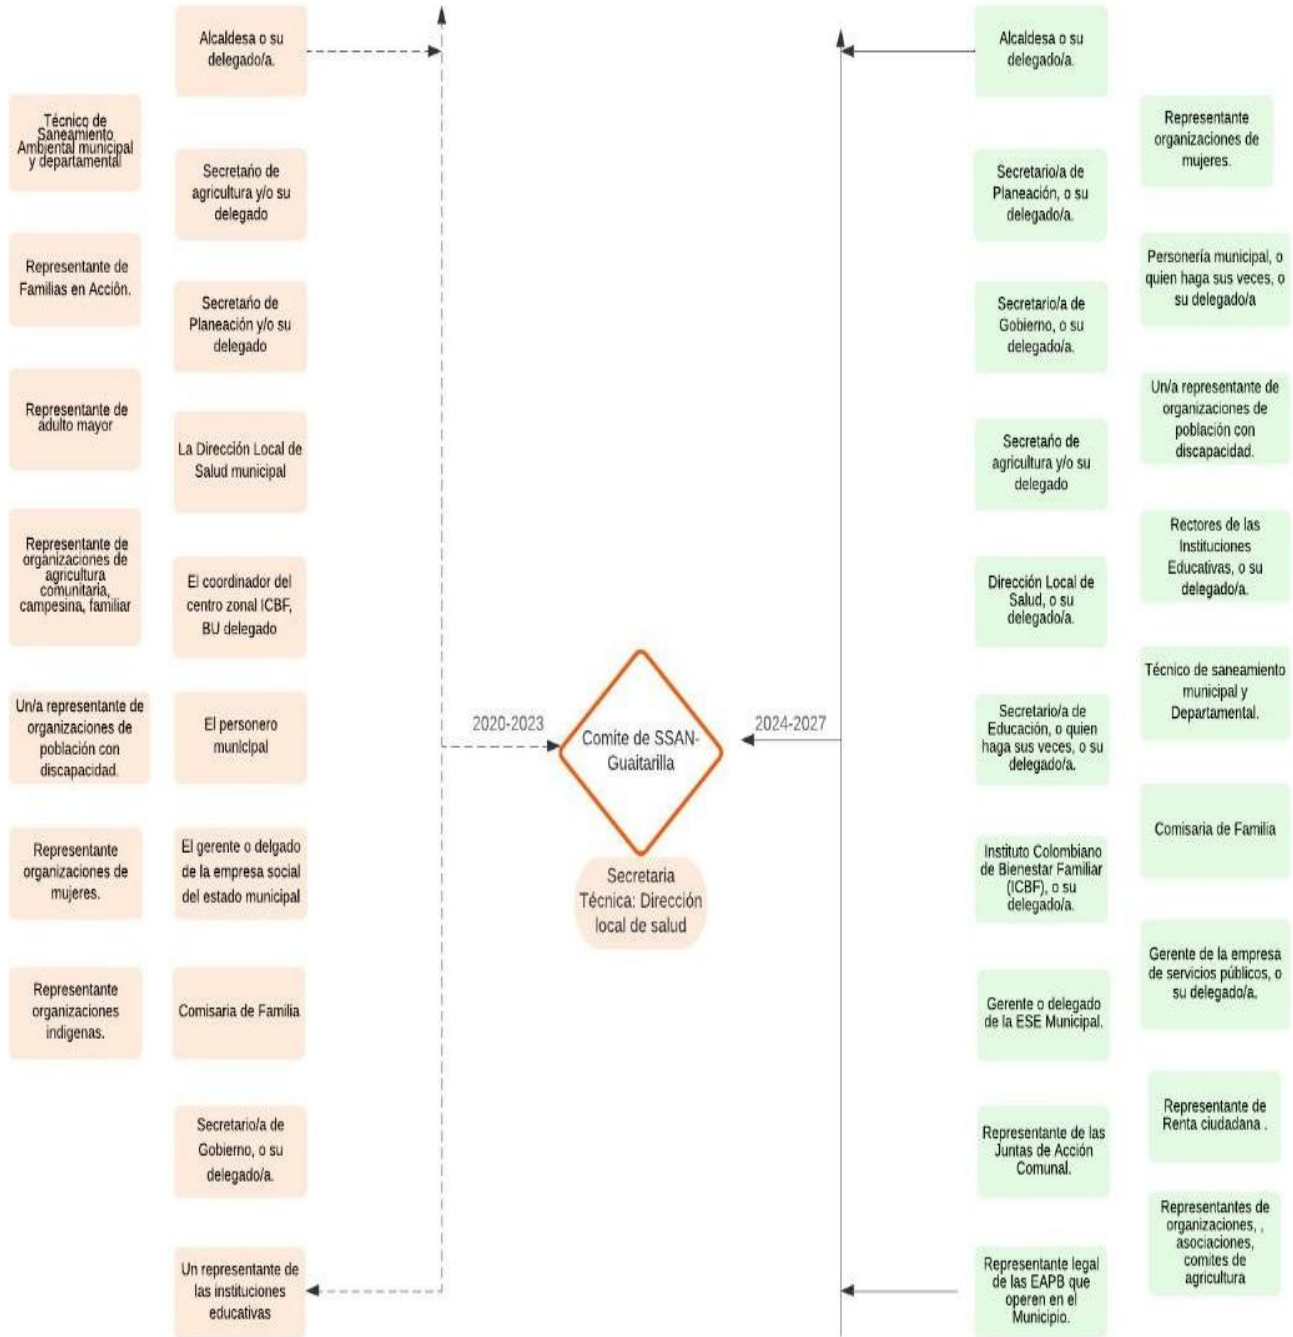 Alcaldesa o su
delegado/a.
Técnico de
Saneamiento
Ambiental municipal
y departamental
Secretaño de
agricultura y/o su
delegado
Representante de
Familias en Acción.
Secretaño de
Planeación y/o su
delegado
Representante de
adulto mayor
La Dirección Local de
Salud municipal
Representante de
organizaciones de
agricultura
comunitaria,
campesina, familiar
El coordinador del
centro zonal ICBF,
BU delegado
Un/a representante de
organizaciones de
población con
discapacidad.
El personero
municlpal
Representante
organizaciones de
mujeres.
El gerente o delgado
de la empresa social
del estado municipal
Representante
organizaciones
indigenas.
Comisaria de Familia
Secretario/a de
Gobierno, o su
delegado/a.
Un representante de
las instituciones
educativas
2020-2023
Comite de SSAN-
Guaitarilla
Secretaria
Técnica: Dirección
local de salud
2024-2027
Alcaldesa o su
delegado/a.
Representante
organizaciones de
mujeres.
Secretario/a de
Planeación, o su
delegado/a.
Personería municipal, o
quien haga sus veces, o
su delegado/a
Secretario/a de
Gobierno, o su
delegado/a.
Un/a representante de
organizaciones de
población con
discapacidad.
Secretaño de
agricultura y/o su
delegado
Rectores de las
Instituciones
Educativas, o su
delegado/a.
Dirección Local de
Salud, o su
delegado/a.
Técnico de saneamiento
municipal y
Departamental.
Secretario/a de
Educación, o quien
haga sus veces, o su
delegado/a.
Comisaria de Familia
Instituto Colombiano
de Bienestar Familiar
(ICBF), o su
delegado/a.
Gerente de la empresa
de servicios públicos, o
su delegado/a.
Gerente o delegado
de la ESE Municipal.
Representante de
Renta ciudadana .
Representante de las
Juntas de Acción
Comunal.
Representantes de
organizaciones, ,
asociaciones,
comites de
agricultura
Representante legal
de las EAPB que
operen en el
Municipio.